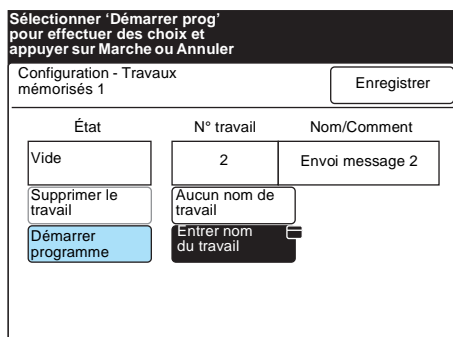 Sélectionner ‘Démarrer prog’
pour effectuer des choix et
appuyer sur Marche ou Annuler
Configuration - Travaux
mémorisés 1
Enregistrer
État
N° travail
Nom/Comment
Vide
2
Envoi message 2
Supprimer le
travail
Aucun nom de
travail
Démarrer
programme
Entrer nom
du travail